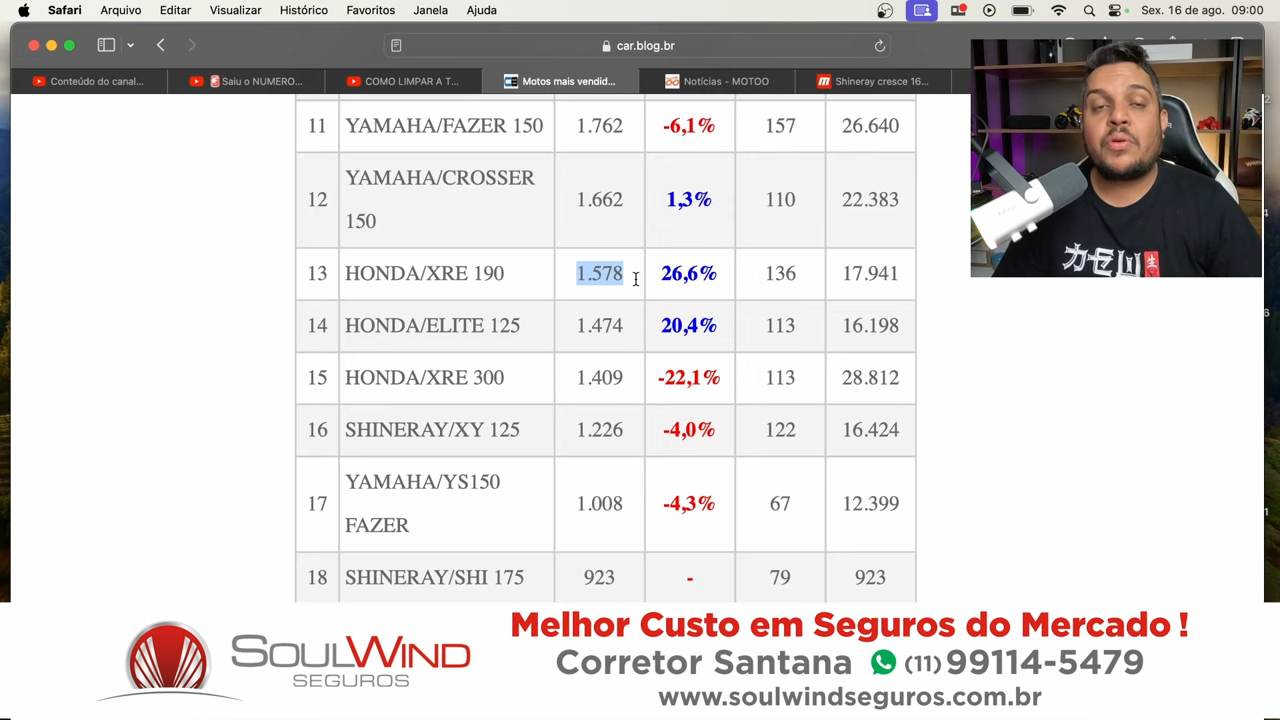 Safari Arquivo Editar Visualizar Histórico Favoritos Janela Ajuda Sex. 16 de ago. 09:00
car.blog.br
Conteúdo do canal... Saiu o NUMERO... COMO LIMPAR A T... Motos mais vendid... Notícias - MOTOO Shineray cresce 16...
11 YAMAHA/FAZER 150 1.762 -6,1% 157 26.640
12 YAMAHA/CROSSER 150 1.662 1,3% 110 22.383
13 HONDA/XRE 190 1.578 26,6% 136 17.941
14 HONDA/ELITE 125 1.474 20,4% 113 16.198
15 HONDA/XRE 300 1.409 -22,1% 113 28.812
16 SHINERAY/XY 125 1.226 -4,0% 122 16.424
17 YAMAHA/YS150 FAZER 1.008 -4,3% 67 12.399
18 SHINERAY/SHI 175 923 - 79 923
SOULWIND
SEGUROS
Melhor Custo em Seguros do Mercado !
Corretor Santana (11) 99114-5479
www.soulwindseguros.com.br